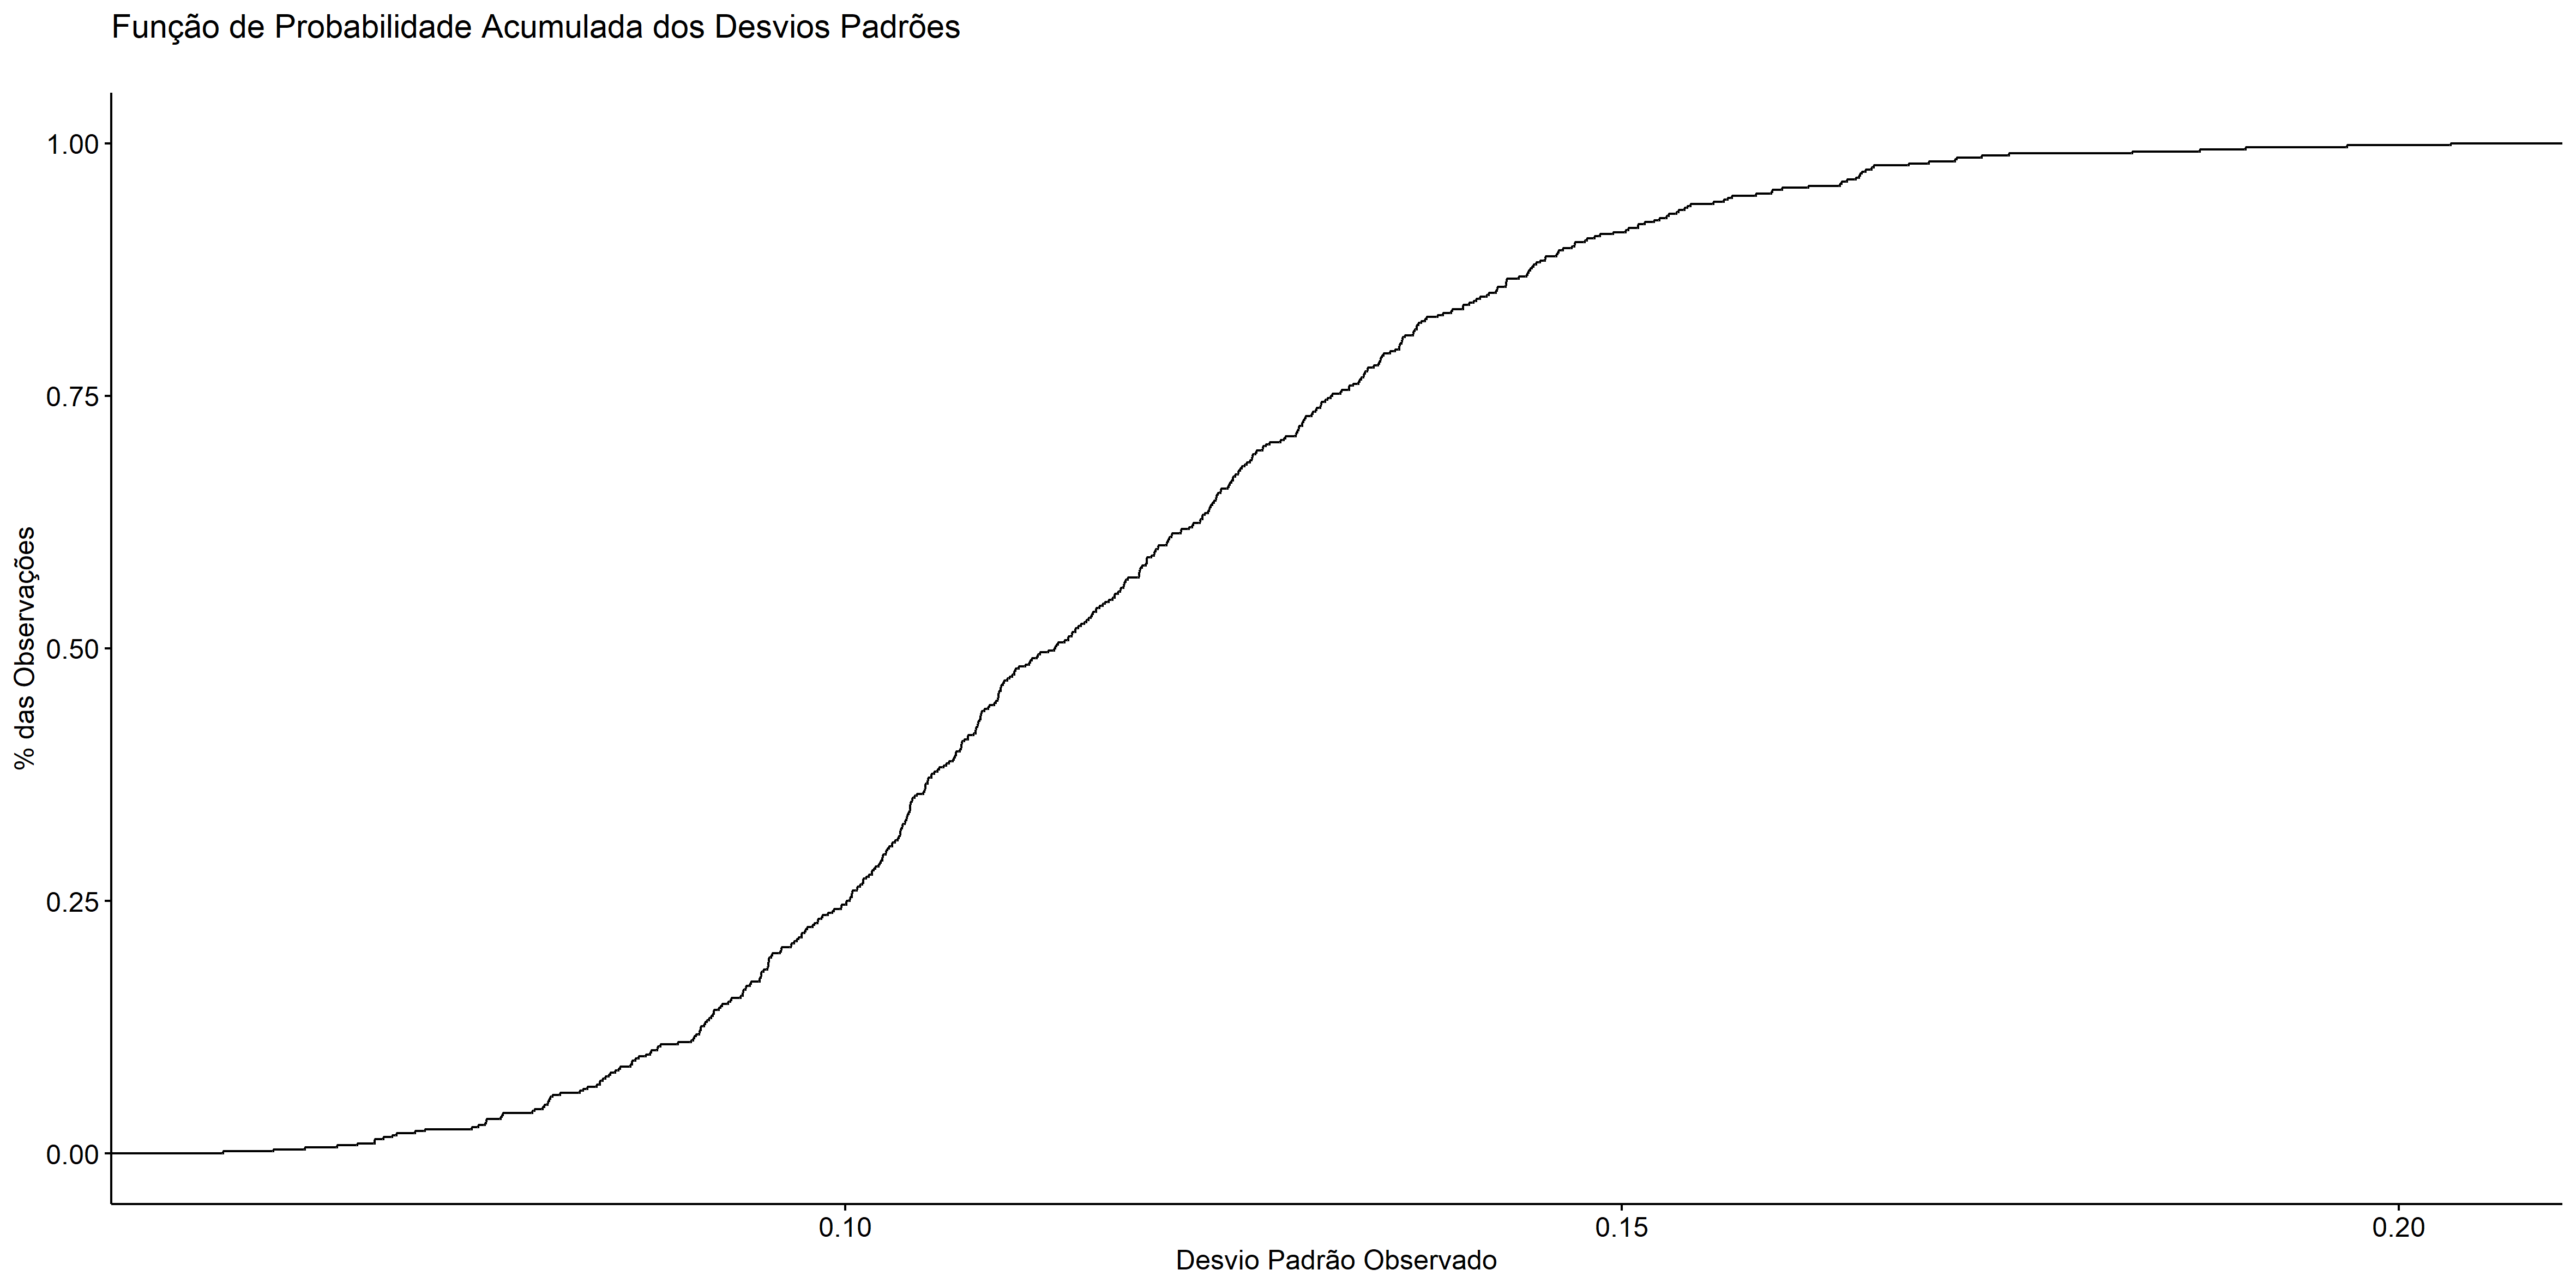 Função de Probabilidade Acumulada dos Desvios Padrões
1.00
0.75
0.50
0.25
0.00
% das Observações
0.10
0.15
0.20
Desvio Padrão Observado